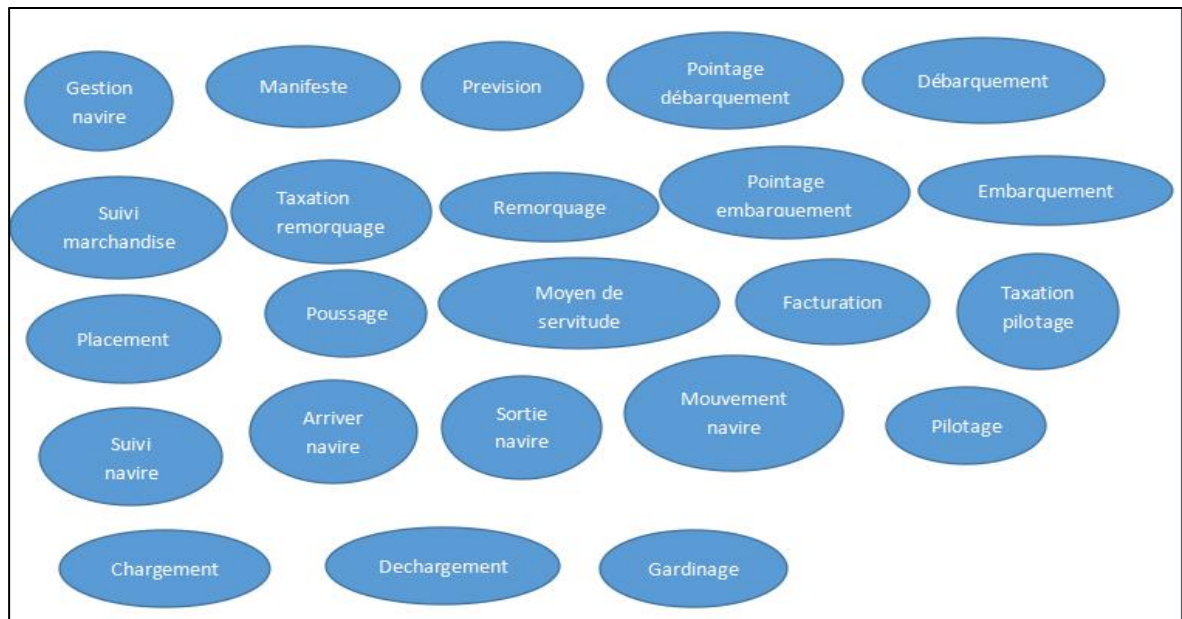 Gestion
navire
Manifeste
Prevision
Pointage
débarquement
Débarquement
Suivi
marchandise
Taxation
remorquage
Remorquage
Pointage
embarquement
Embarquement
Placement
Poussage
Moyen de
servitude
Facturation
Taxation
pilotage
Suivi
navire
Arriver
navire
Sortie
navire
Mouvement
navire
Pilotage
Chargement
Dechargement
Gardinage